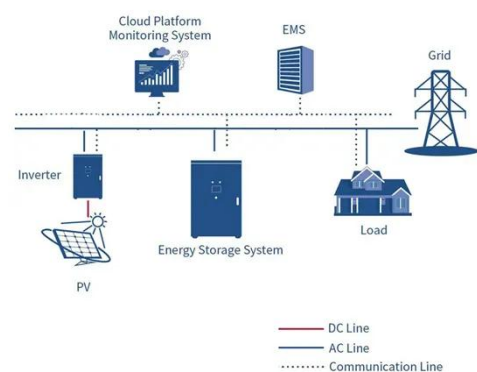 Cloud Platform
Monitoring System
EMS
Grid
Inverter
Energy Storage System
Load
PV
DC Line
AC Line
Communication Line